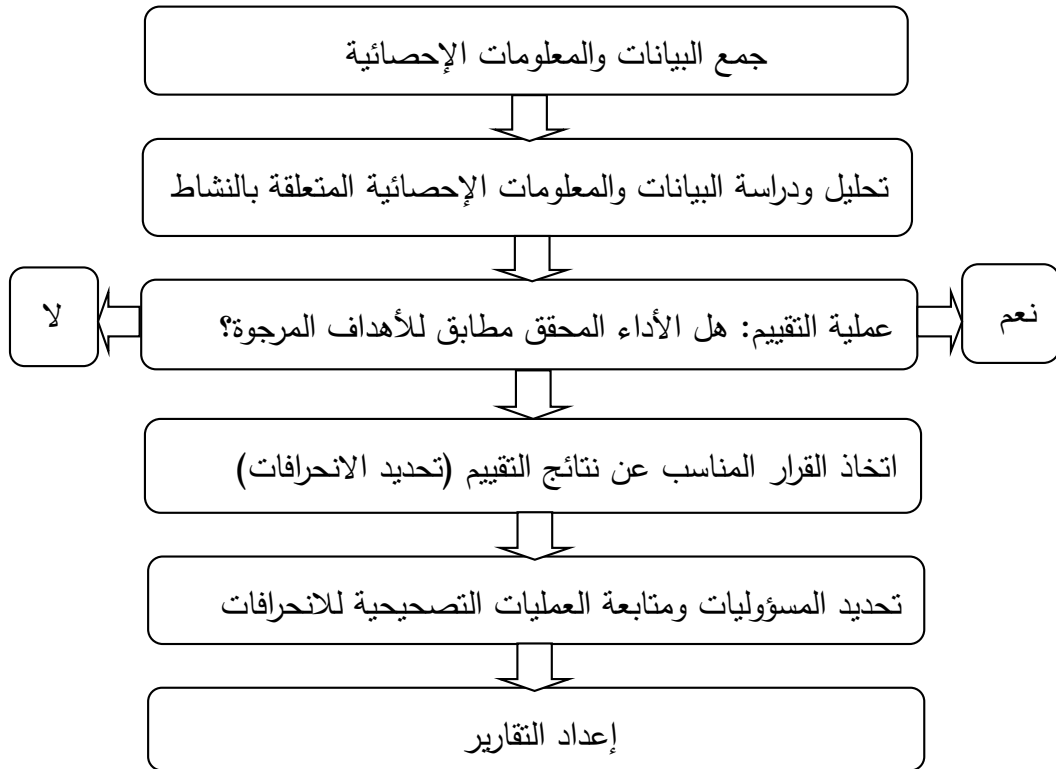 جمع البيانات والمعلومات الإحصائية
تحليل ودراسة البيانات والمعلومات الإحصائية المتعلقة بالنشاط
نعم
عملية التقييم: هل الأداء المحقق مطابق للأهداف المرجوة؟
لا
اتخاذ القرار المناسب عن نتائج التقييم (تحديد الانحرافات)
تحديد المسؤوليات ومتابعة العمليات التصحيحية للانحرافات
إعداد التقارير